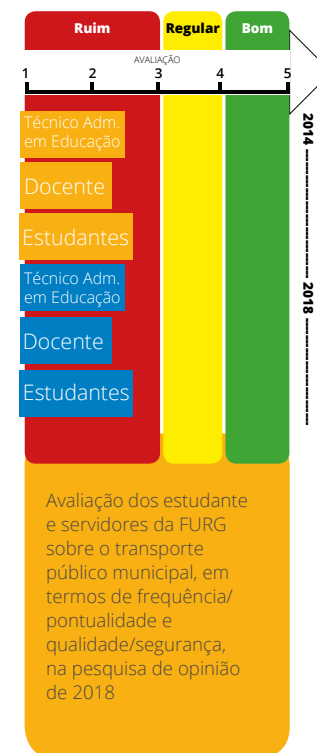 Ruim Regular Bom
AVALIAÇÃO
1 2 3 4 5
Técnico Adm.
em Educação
Docente
Estudantes
Técnico Adm.
em Educação
Docente
Estudantes
2014 -------------------- 2018 --------------------
Avaliação dos estudante
e servidores da FURG
sobre o transporte
público municipal, em
termos de frequência/
pontualidade e
qualidade/segurança,
na pesquisa de opinião
de 2018